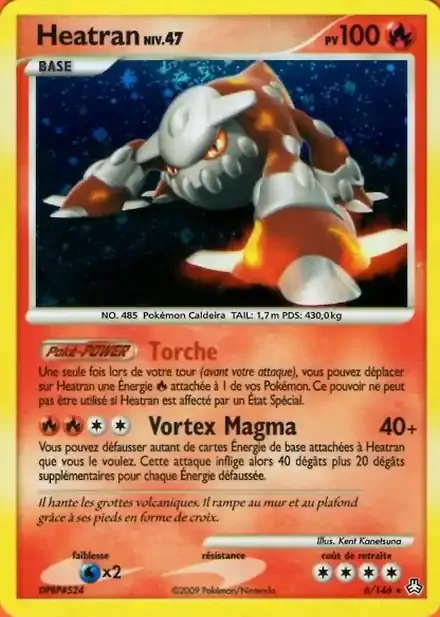 Heatran NIV.47 PV 100
BASE
NO. 485 Pokémon Caldeira TAIL: 1,7 m PDS: 430,0 kg
Poké-POWER Torche
Une seule fois lors de votre tour (avant votre attaque), vous pouvez déplacer
sur Heatran une Énergie attachée à 1 de vos Pokémon. Ce pouvoir ne peut
pas être utilisé si Heatran est affecté par un État Spécial.
Vortex Magma 40+
Vous pouvez défausser autant de cartes Énergie de base attachées à Heatran
que vous le voulez. Cette attaque inflige alors 40 dégâts plus 20 dégâts
supplémentaires pour chaque Énergie défaussée.
Il hante les grottes volcaniques. Il rampe au mur et au plafond
grâce à ses pieds en forme de croix.
Illus. Kent Kanetsuna
faiblesse résistance coût de retraite
x2
DPBP#524 ©2009 Pokémon/Nintendo 6/146 ★